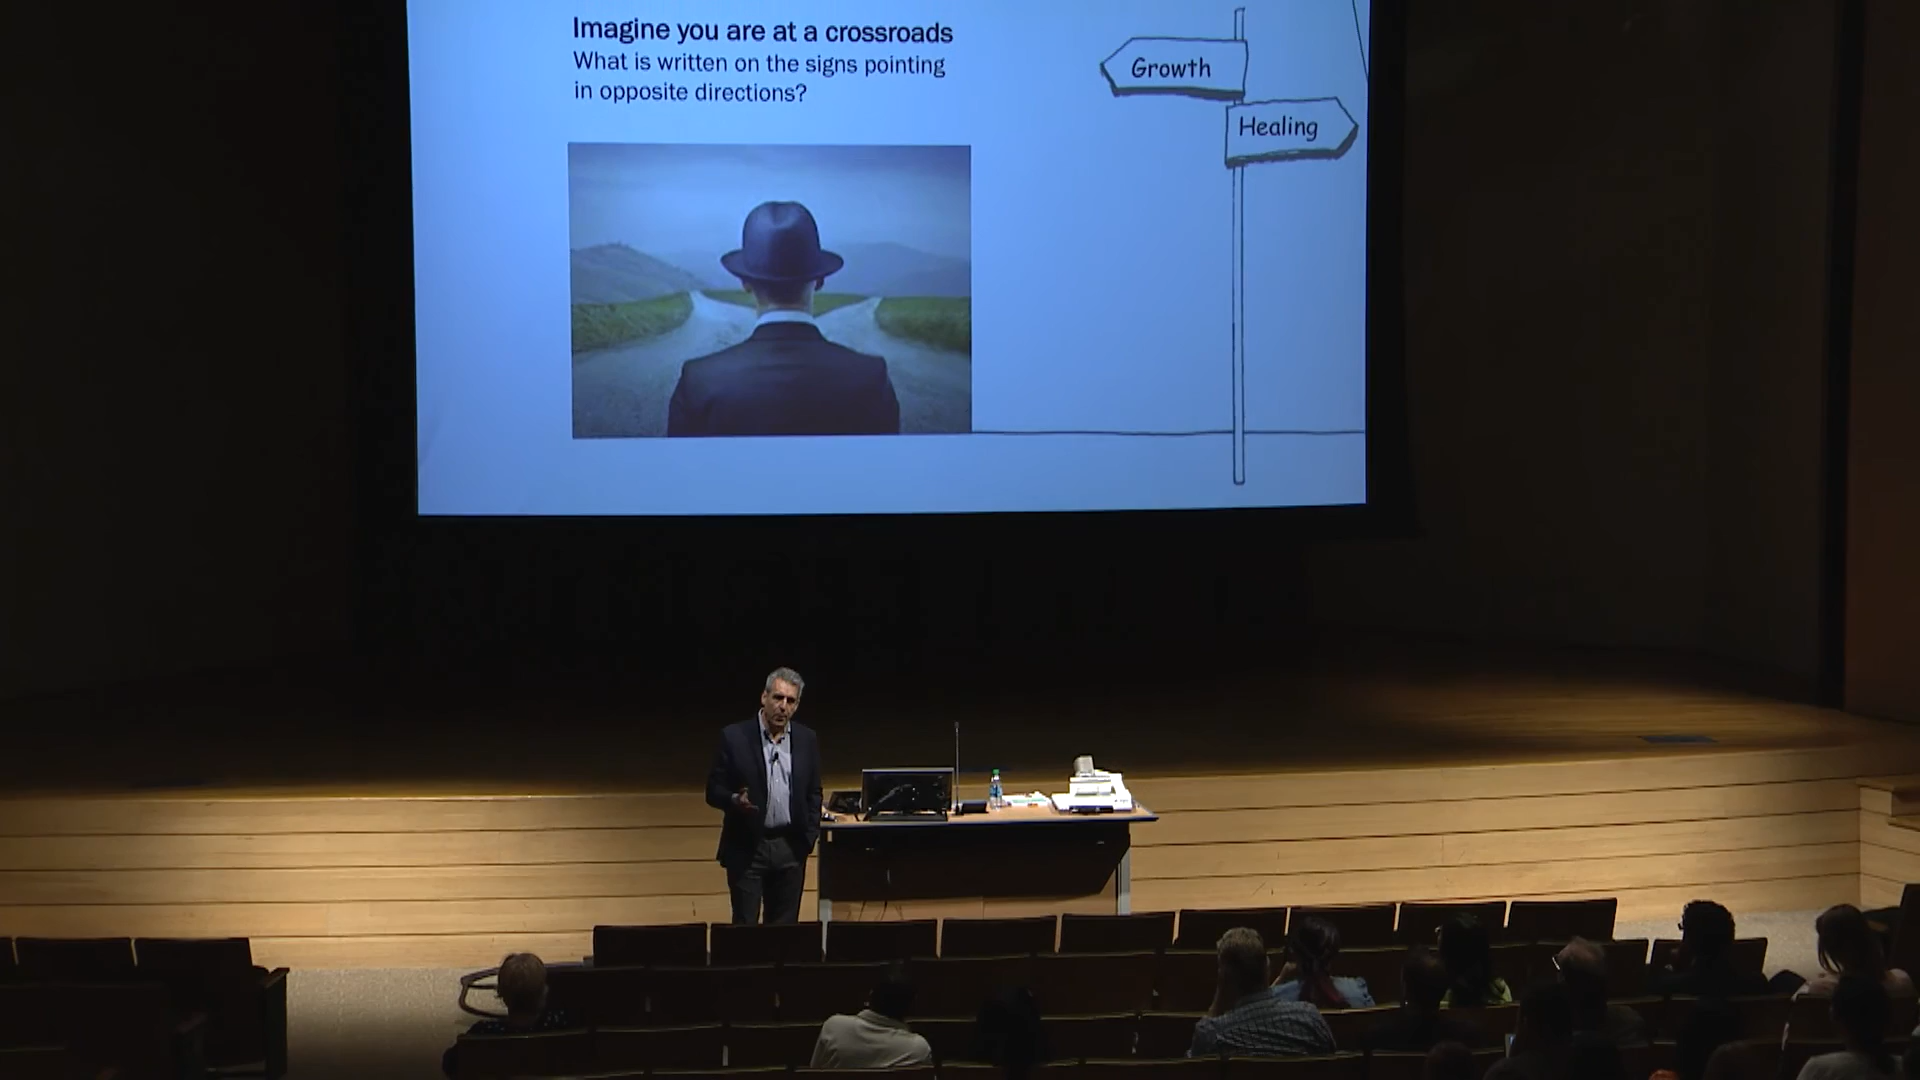 Imagine you are at a crossroads
What is written on the signs pointing
in opposite directions?
Growth
Healing